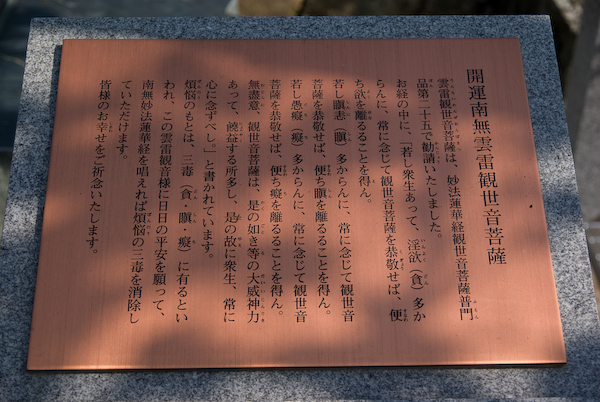 開運南無雲雷観世音菩薩
雲雷観世音菩薩は、妙法蓮華経観世音菩薩普門
品第二十五で勧請いたしました。
お経の中に、「若し衆生あって、淫欲（貪）多か
らんに、常に念じて観世音菩薩を恭敬せば、便
ち欲を離るることを得ん。
若し瞋恚（瞋）多からんに、常に念じて観世音
菩薩を恭敬せば、便ち瞋を離るることを得ん。
若し愚癡（癡）多からんに、常に念じて観世音
菩薩を恭敬せば、便ち癡を離るることを得ん。
無盡意、観世音菩薩は、是の如き等の大威神力
あって、饒益する所多し、是の故に衆生、常に
心に念ずべし。」と書かれています。
煩悩のもとは、三毒（貪・瞋・癡）に有るとい
われ、この雲雷観音様に日日の平安を願って、
南無妙法蓮華経を唱えれば煩悩の三毒を消除し
ていただけます。
皆様のお幸せをご祈念いたします。